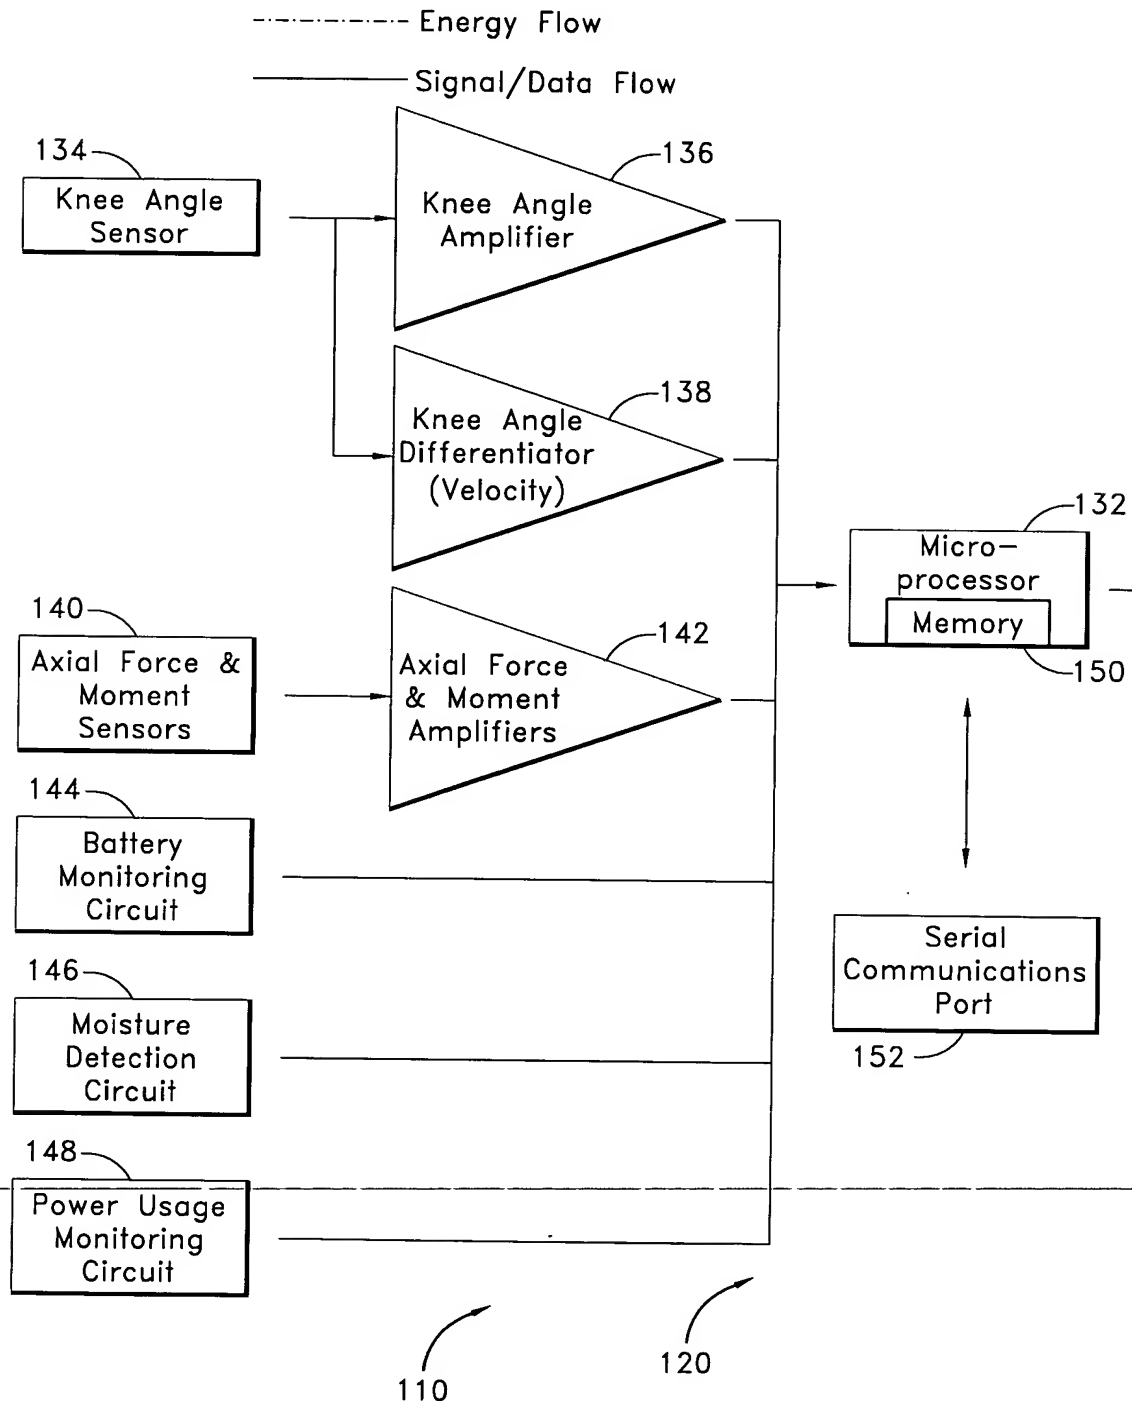 Energy Flow
Signal/Data Flow
134
Knee Angle
Sensor
136
Knee Angle
Amplifier
138
Knee Angle
Differentiator
(Velocity)
132
Micro-
processor
Memory
150
140
Axial Force &
Moment
Sensors
142
Axial Force
& Moment
Amplifiers
144
Battery
Monitoring
Circuit
Serial
Communications
Port
152
146
Moisture
Detection
Circuit
148
Power Usage
Monitoring
Circuit
110
120